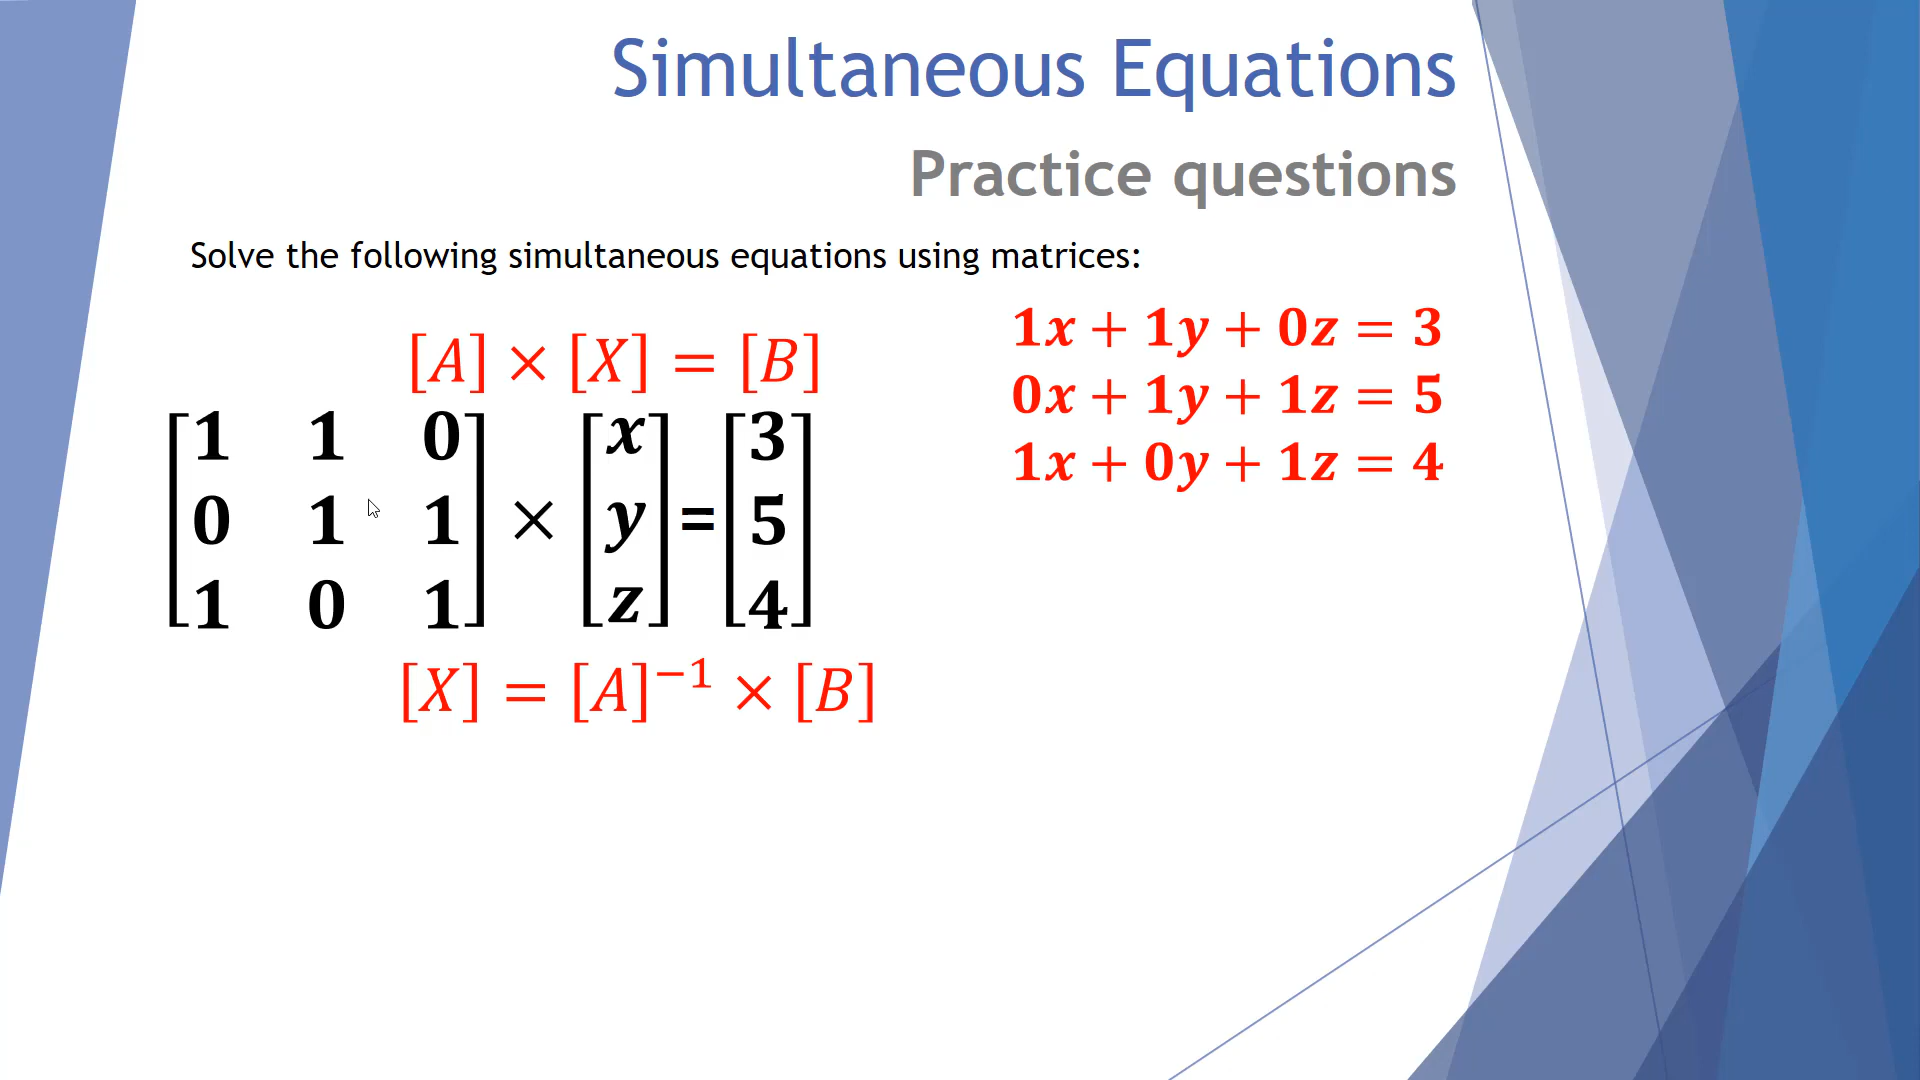 Simultaneous Equations
Practice questions
Solve the following simultaneous equations using matrices:
[A] × [X] = [B]
[1 1 0
0 1 1
1 0 1] × [x
y
z] = [3
5
4]
[X] = [A]⁻¹ × [B]
1x + 1y + 0z = 3
0x + 1y + 1z = 5
1x + 0y + 1z = 4